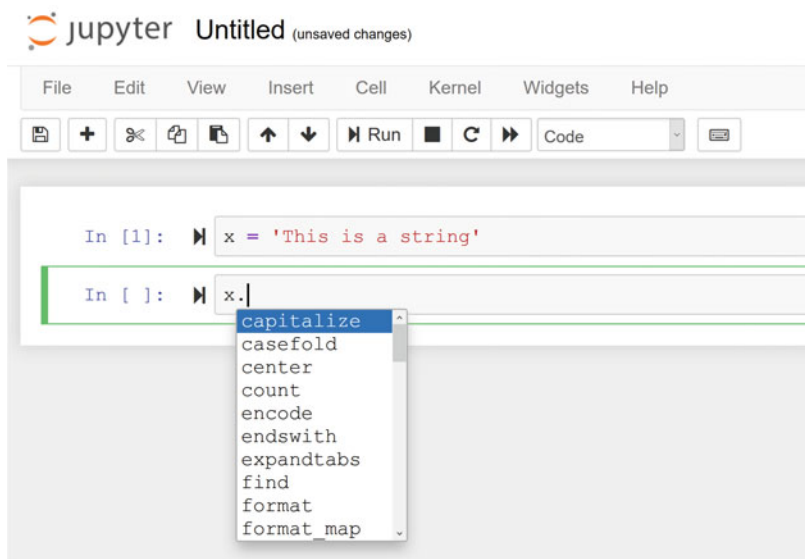 jupyter Untitled (unsaved changes)
File Edit View Insert Cell Kernel Widgets Help
Run Code
In [1]: x = 'This is a string'
In [ ]: x.
capitalize
casefold
center
count
encode
endswith
expandtabs
find
format
format_map